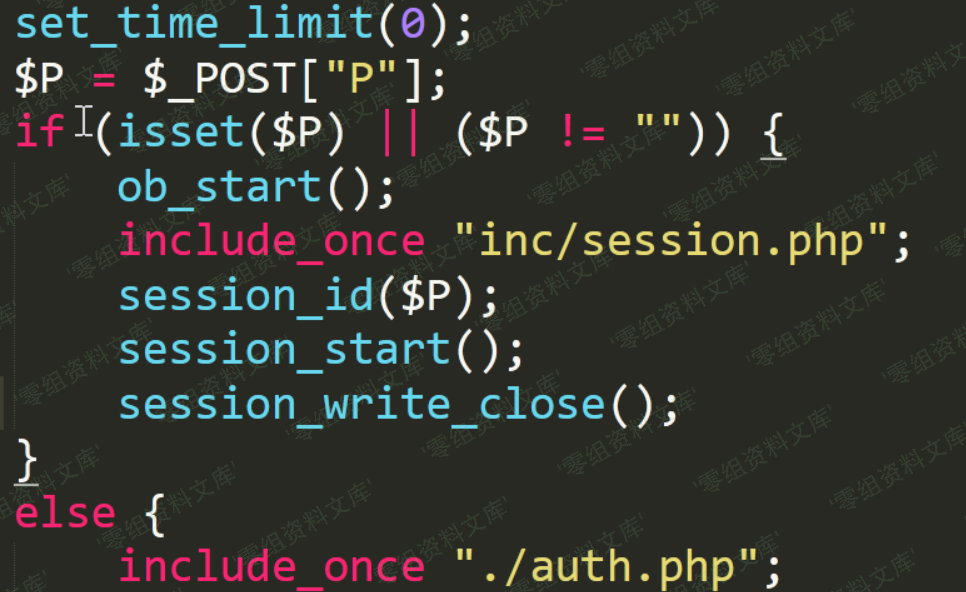 set_time_limit(0);
$P = $_POST["P"];
if (isset($P) || ($P != "")) {
    ob_start();
    include_once "inc/session.php";
    session_id($P);
    session_start();
    session_write_close();
}
else {
    include_once "./auth.php";
'零组资料文库'